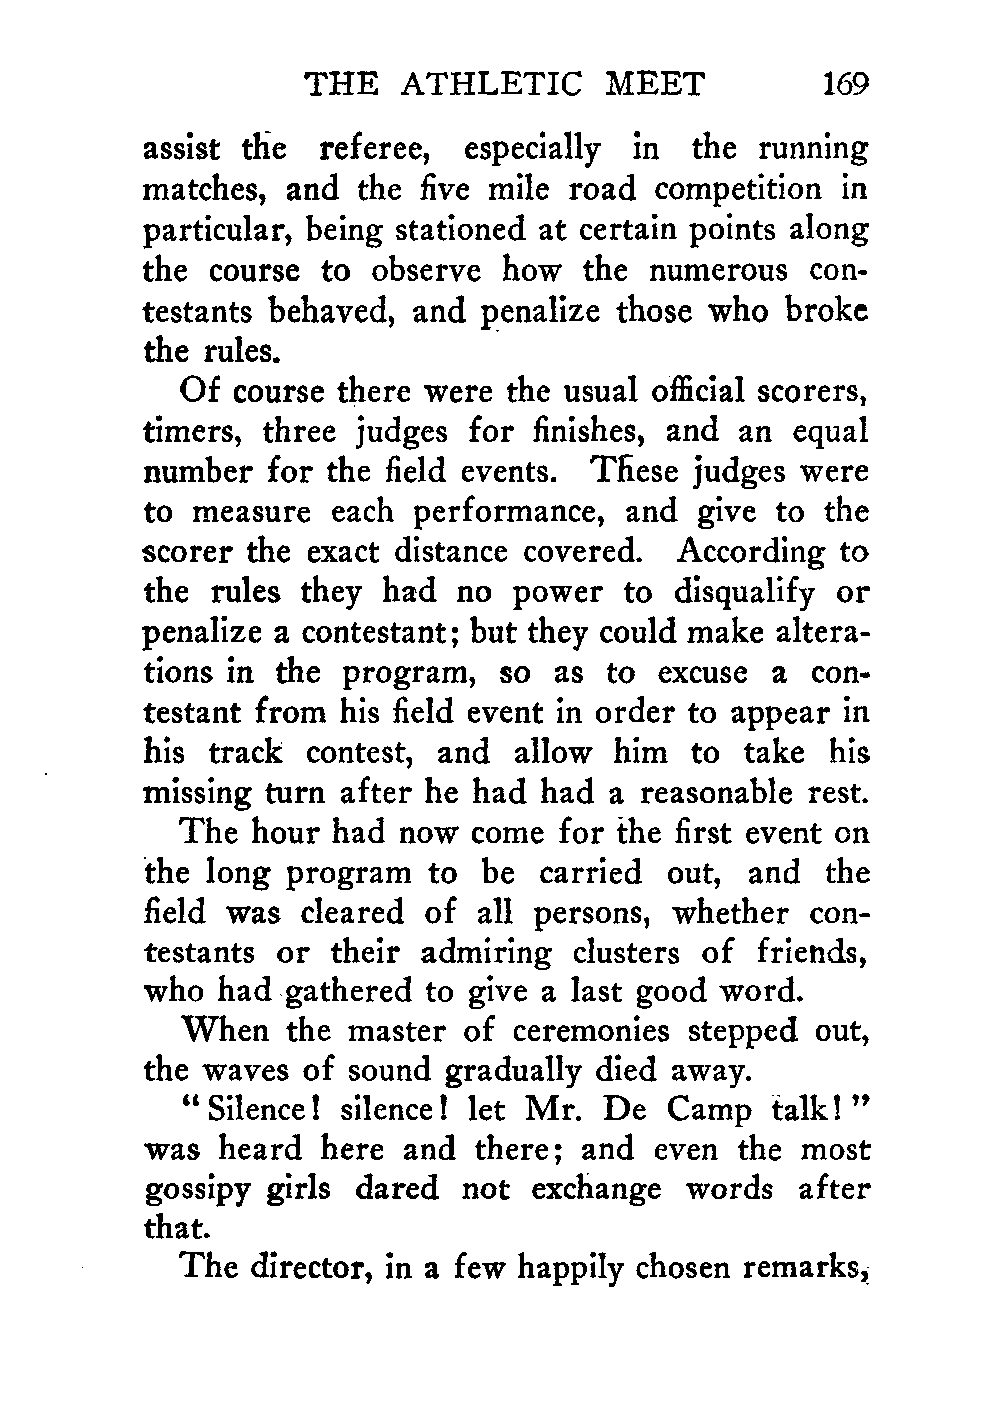 THE ATHLETIC MEET 169
assist the referee, especially in the running
matches, and the five mile road competition in
particular, being stationed at certain points along
the course to observe how the numerous con-
testants behaved, and penalize those who broke
the rules.
Of course there were the usual official scorers,
timers, three judges for finishes, and an equal
number for the field events. These judges were
to measure each performance, and give to the
scorer the exact distance covered. According to
the rules they had no power to disqualify or
penalize a contestant; but they could make altera-
tions in the program, so as to excuse a con-
testant from his field event in order to appear in
his track contest, and allow him to take his
missing turn after he had had a reasonable rest.
The hour had now come for the first event on
the long program to be carried out, and the
field was cleared of all persons, whether con-
testants or their admiring clusters of friends,
who had gathered to give a last good word.
When the master of ceremonies stepped out,
the waves of sound gradually died away.
“Silence! silence! let Mr. De Camp talk!”
was heard here and there; and even the most
gossipy girls dared not exchange words after
that.
The director, in a few happily chosen remarks,